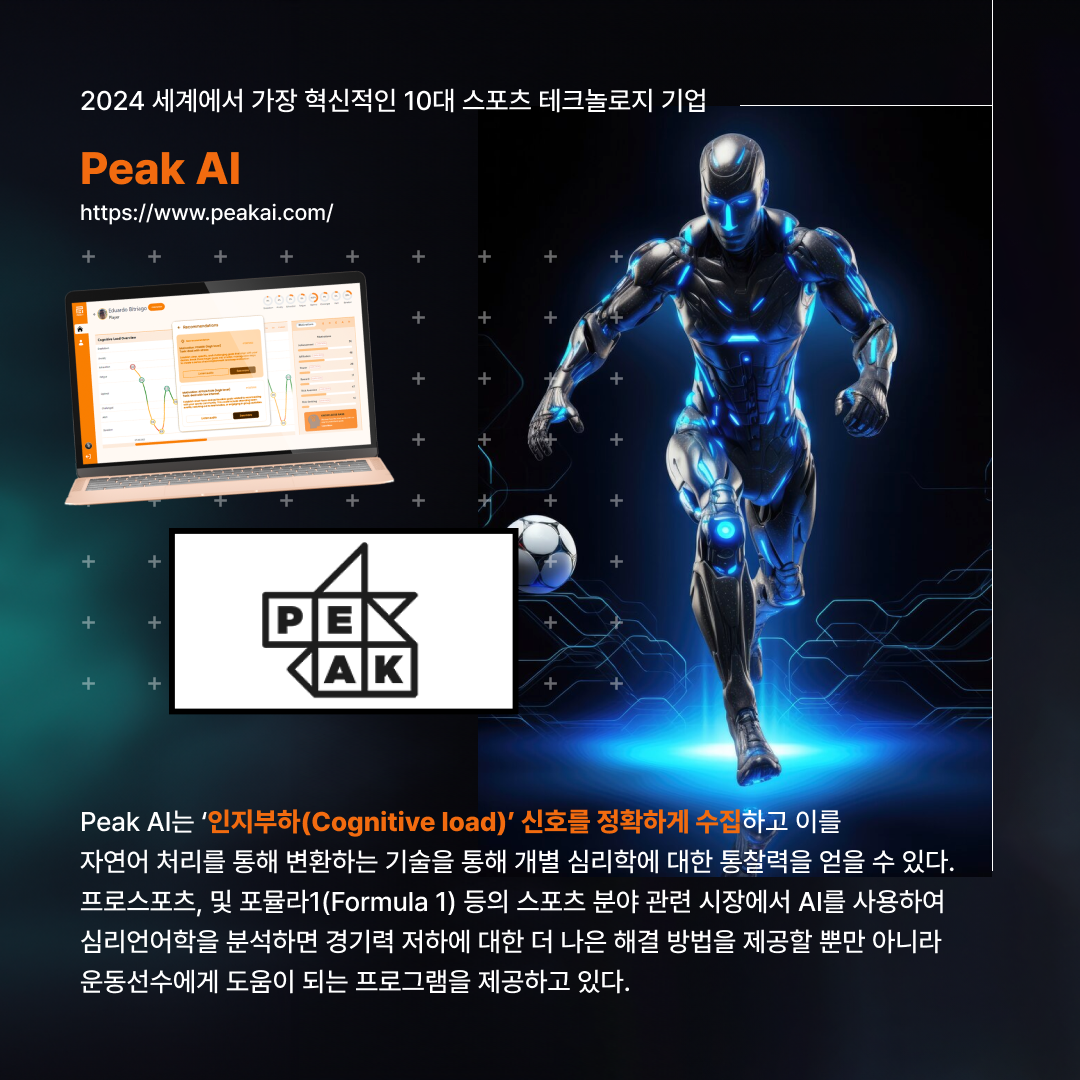 2024 세계에서 가장 혁신적인 10대 스포츠 테크놀로지 기업
Peak AI
https://www.peakai.com/
Eduardo Bitriago
Player
Cognitive load Overview
Recommendations
PE
AK
Peak AI는 ‘인지부하(Cognitive load)’ 신호를 정확하게 수집하고 이를
자연어 처리를 통해 변환하는 기술을 통해 개별 심리학에 대한 통찰력을 얻을 수 있다.
프로스포츠, 및 포뮬라1(Formula 1) 등의 스포츠 분야 관련 시장에서 AI를 사용하여
심리언어학을 분석하면 경기력 저하에 대한 더 나은 해결 방법을 제공할 뿐만 아니라
운동선수에게 도움이 되는 프로그램을 제공하고 있다.